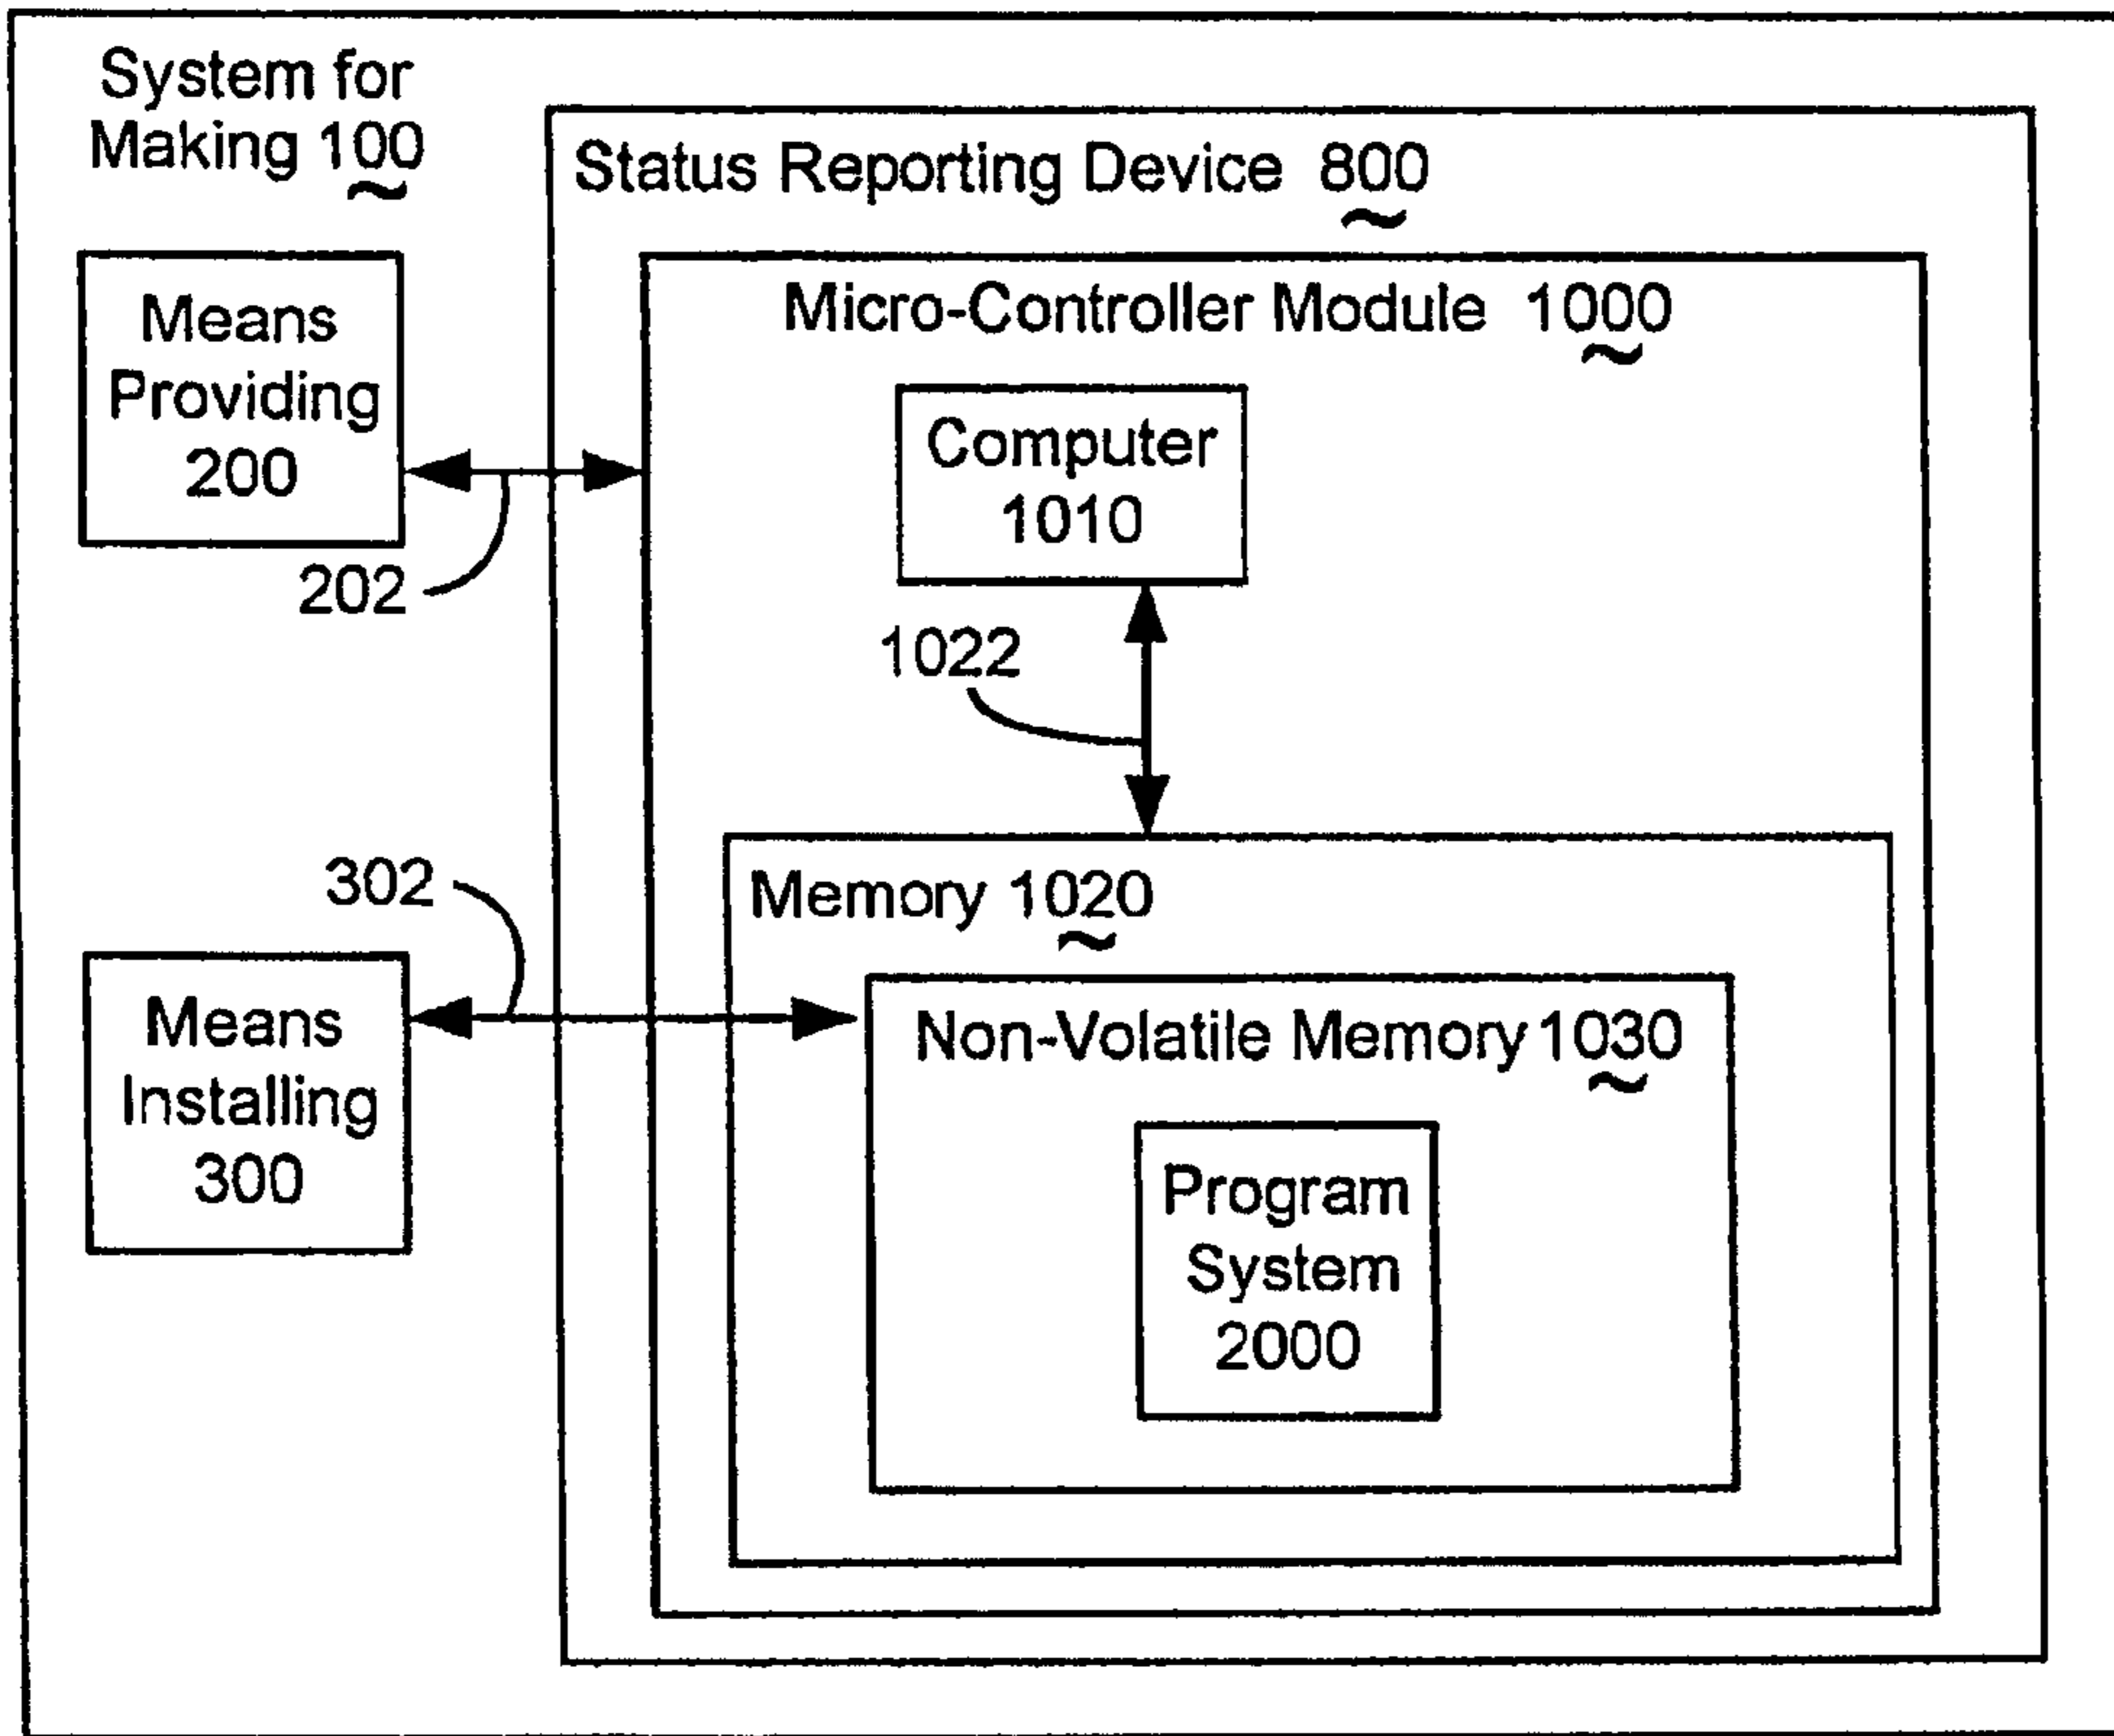 System for
Making 100
Status Reporting Device 800
Means
Providing
200
202
Micro-Controller Module 1000
Computer
1010
1022
302
Means
Installing
300
Memory 1020
Non-Volatile Memory 1030
Program
System
2000